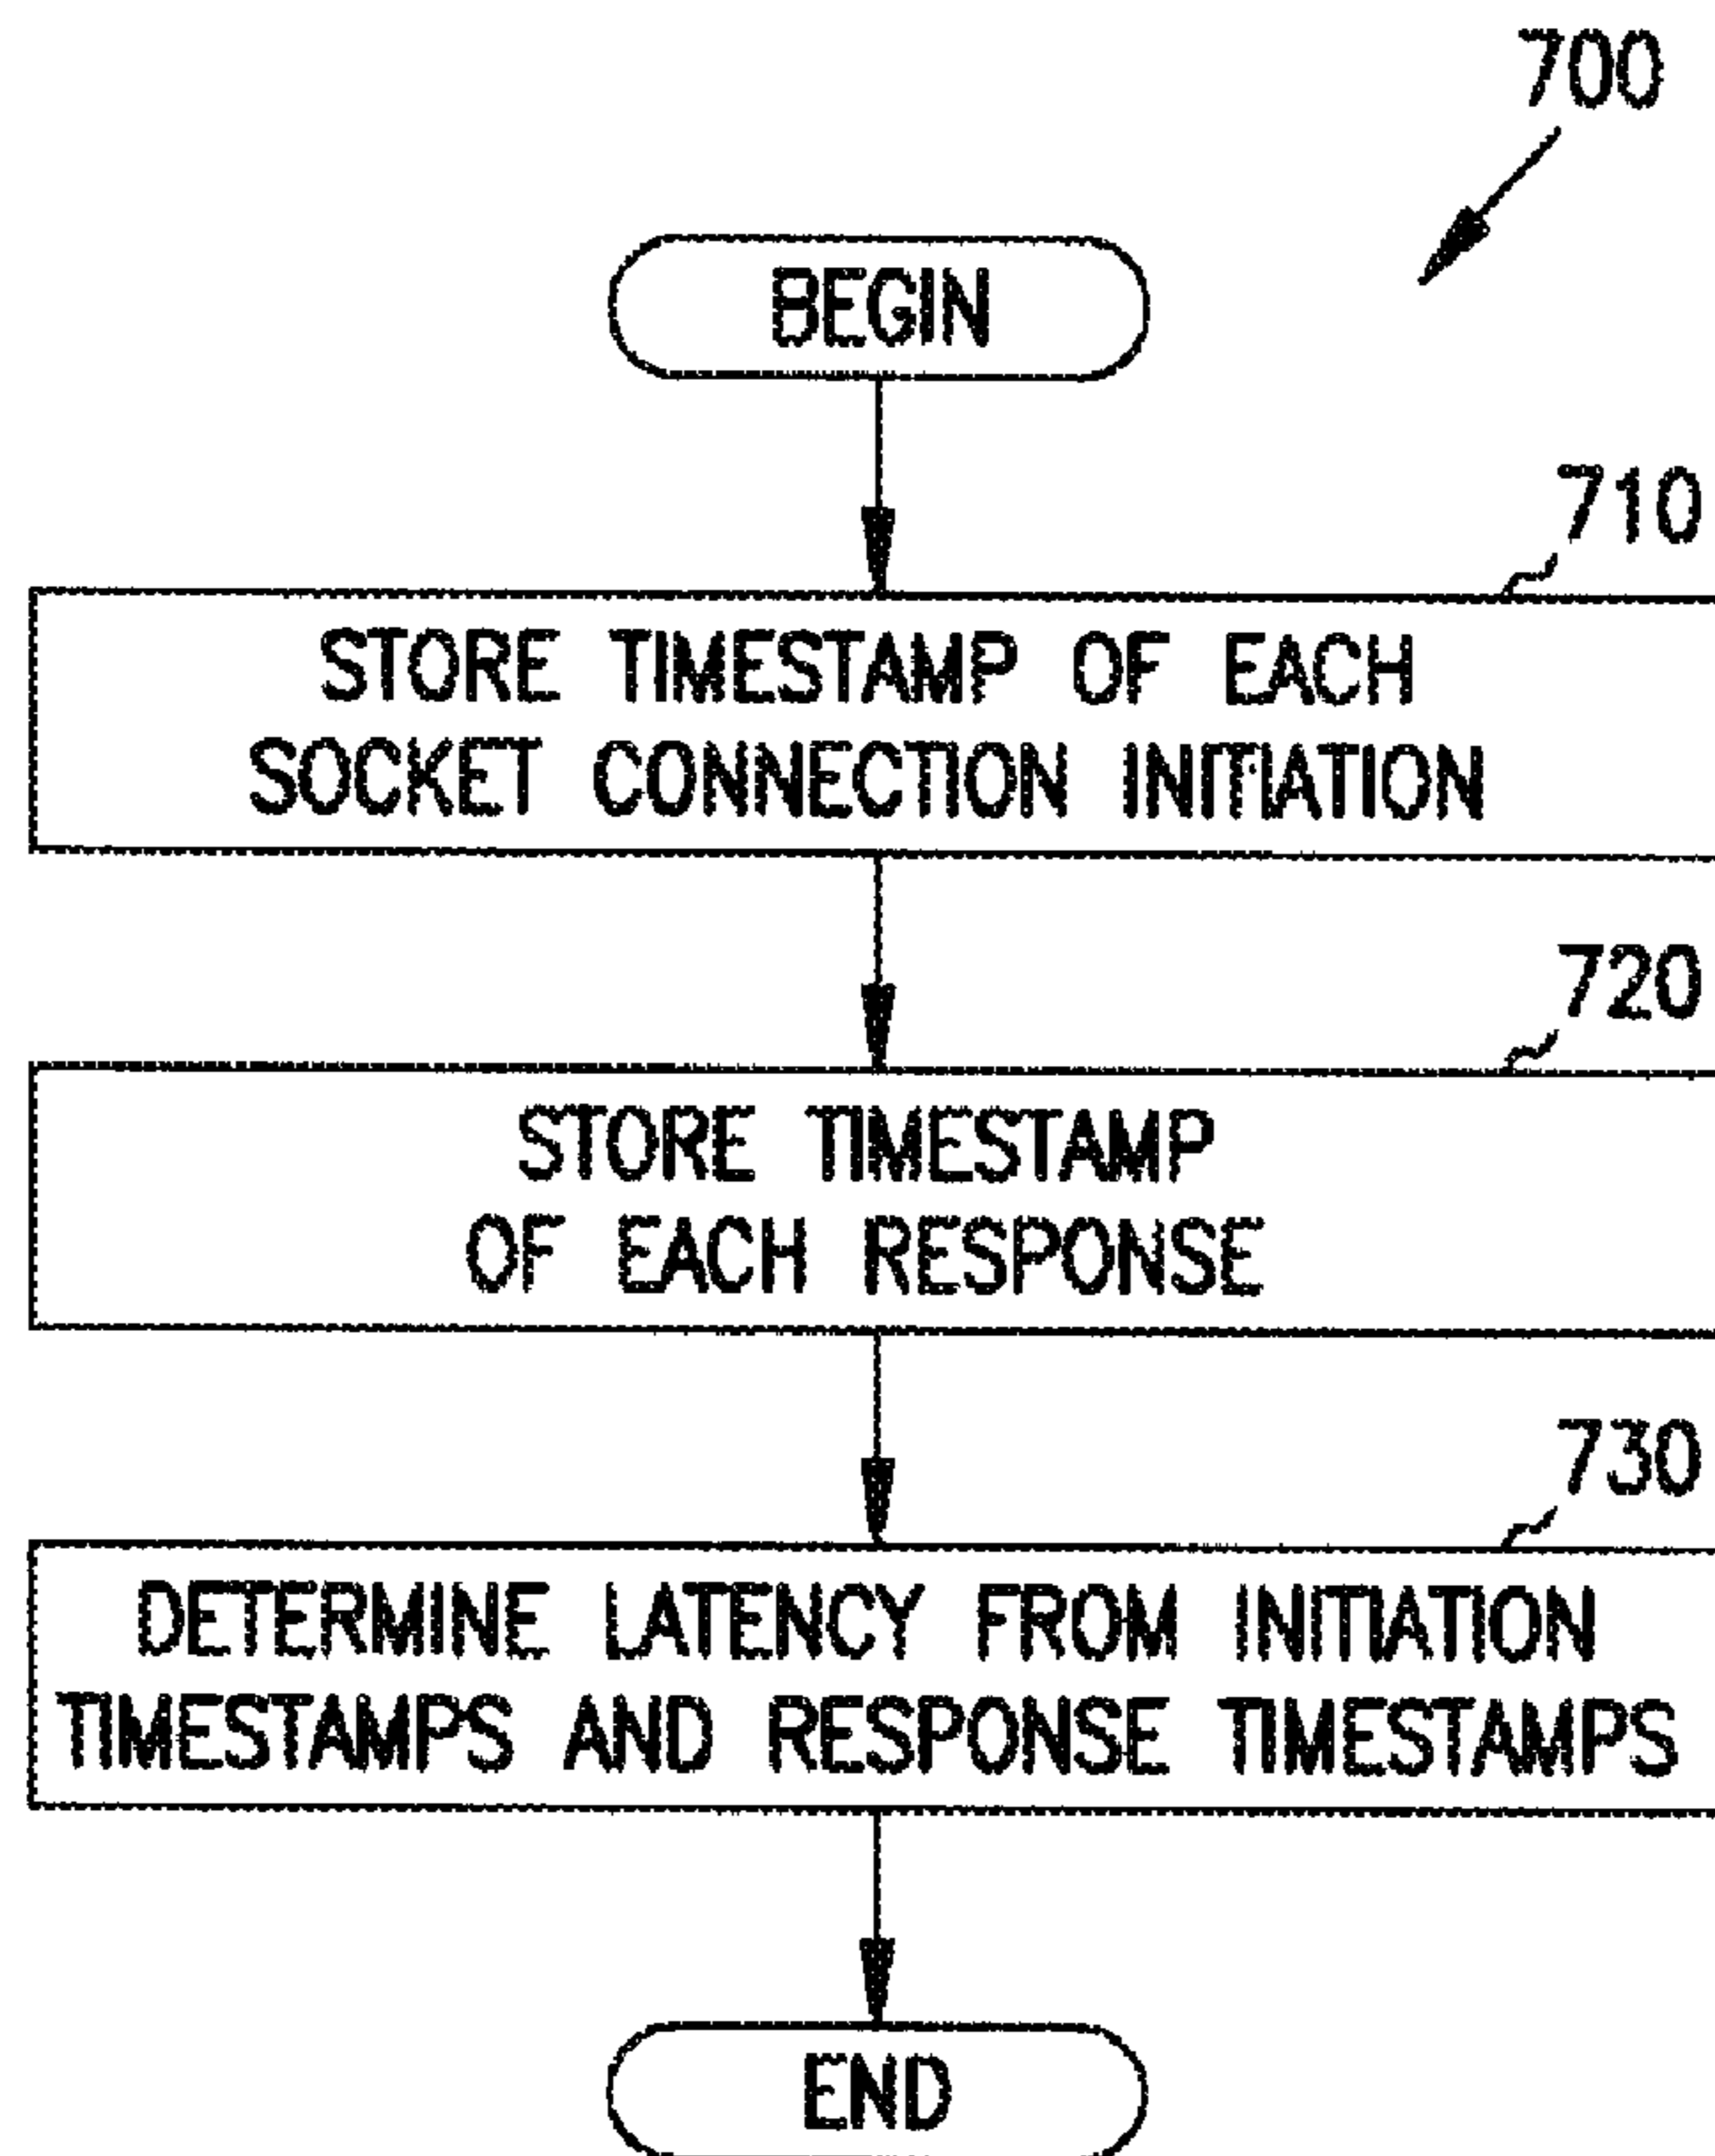 700
BEGIN
710
STORE TIMESTAMP OF EACH
SOCKET CONNECTION INITIATION
720
STORE TIMESTAMP
OF EACH RESPONSE
730
DETERMINE LATENCY FROM INITIATION
TIMESTAMPS AND RESPONSE TIMESTAMPS
END